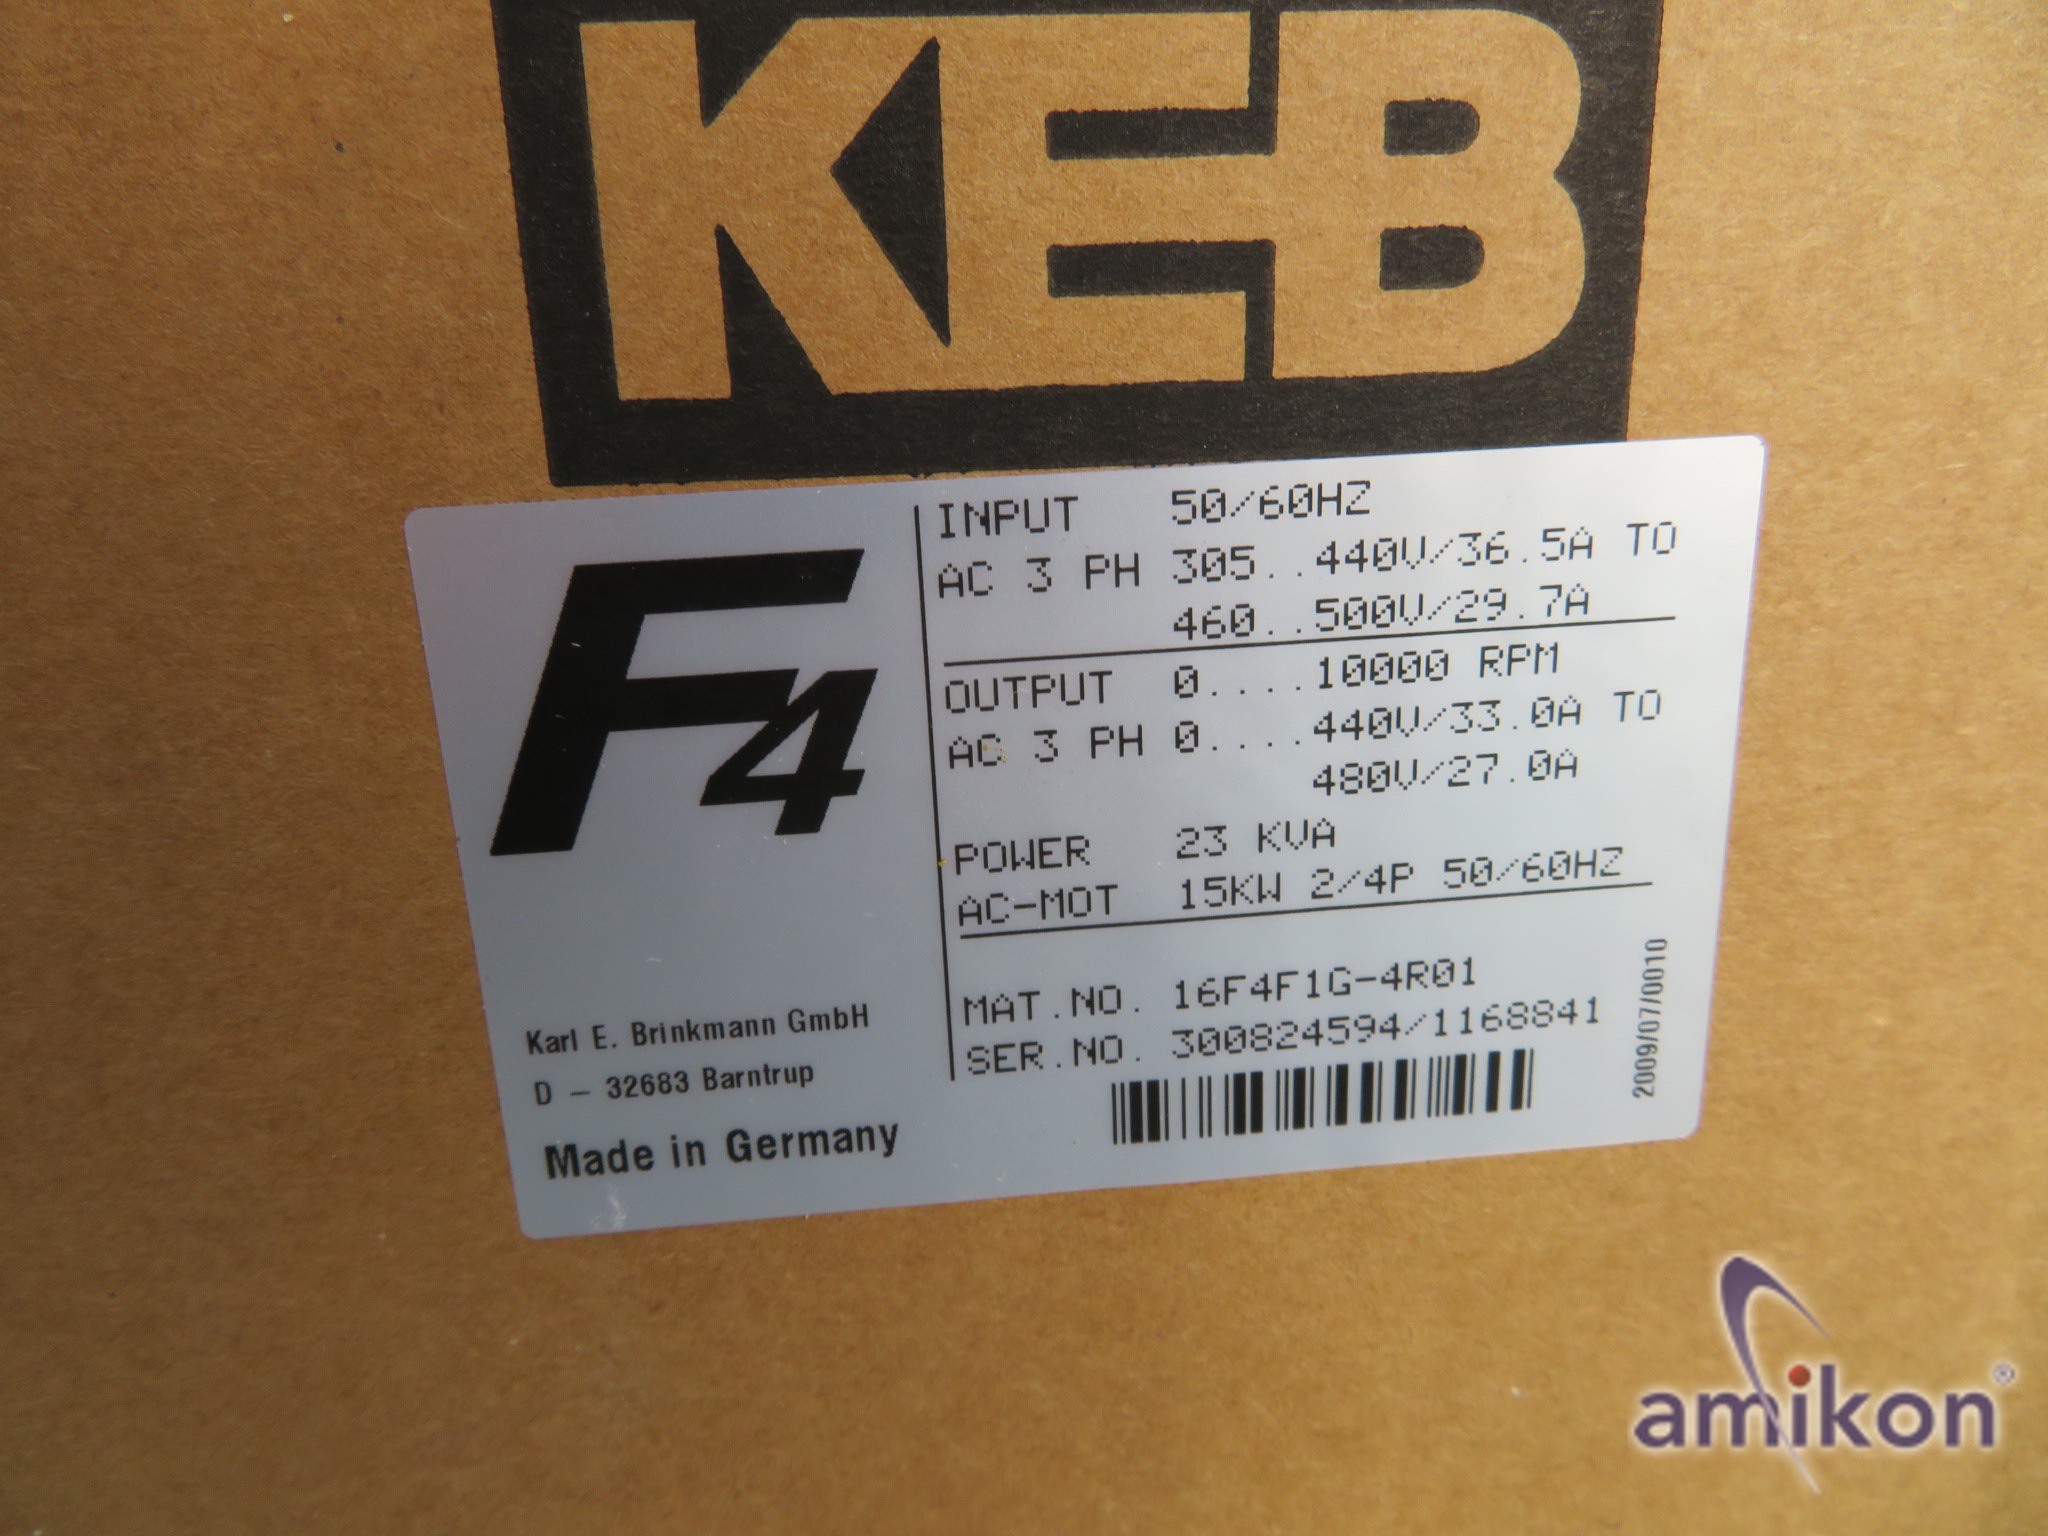 KEB
F4
INPUT 50/60HZ
AC 3 PH 305..440V/36.5A TO
460..500V/29.7A
OUTPUT 0....10000 RPM
AC 3 PH 0....440V/33.0A TO
480V/27.0A
POWER 23 KVA
AC-MOT 15KW 2/4P 50/60HZ
MAT.NO. 16F4F1G-4R01
SER.NO. 300824594/1168841
2009/07/0010
Karl E. Brinkmann GmbH
D – 32683 Barntrup
Made in Germany
amikon®